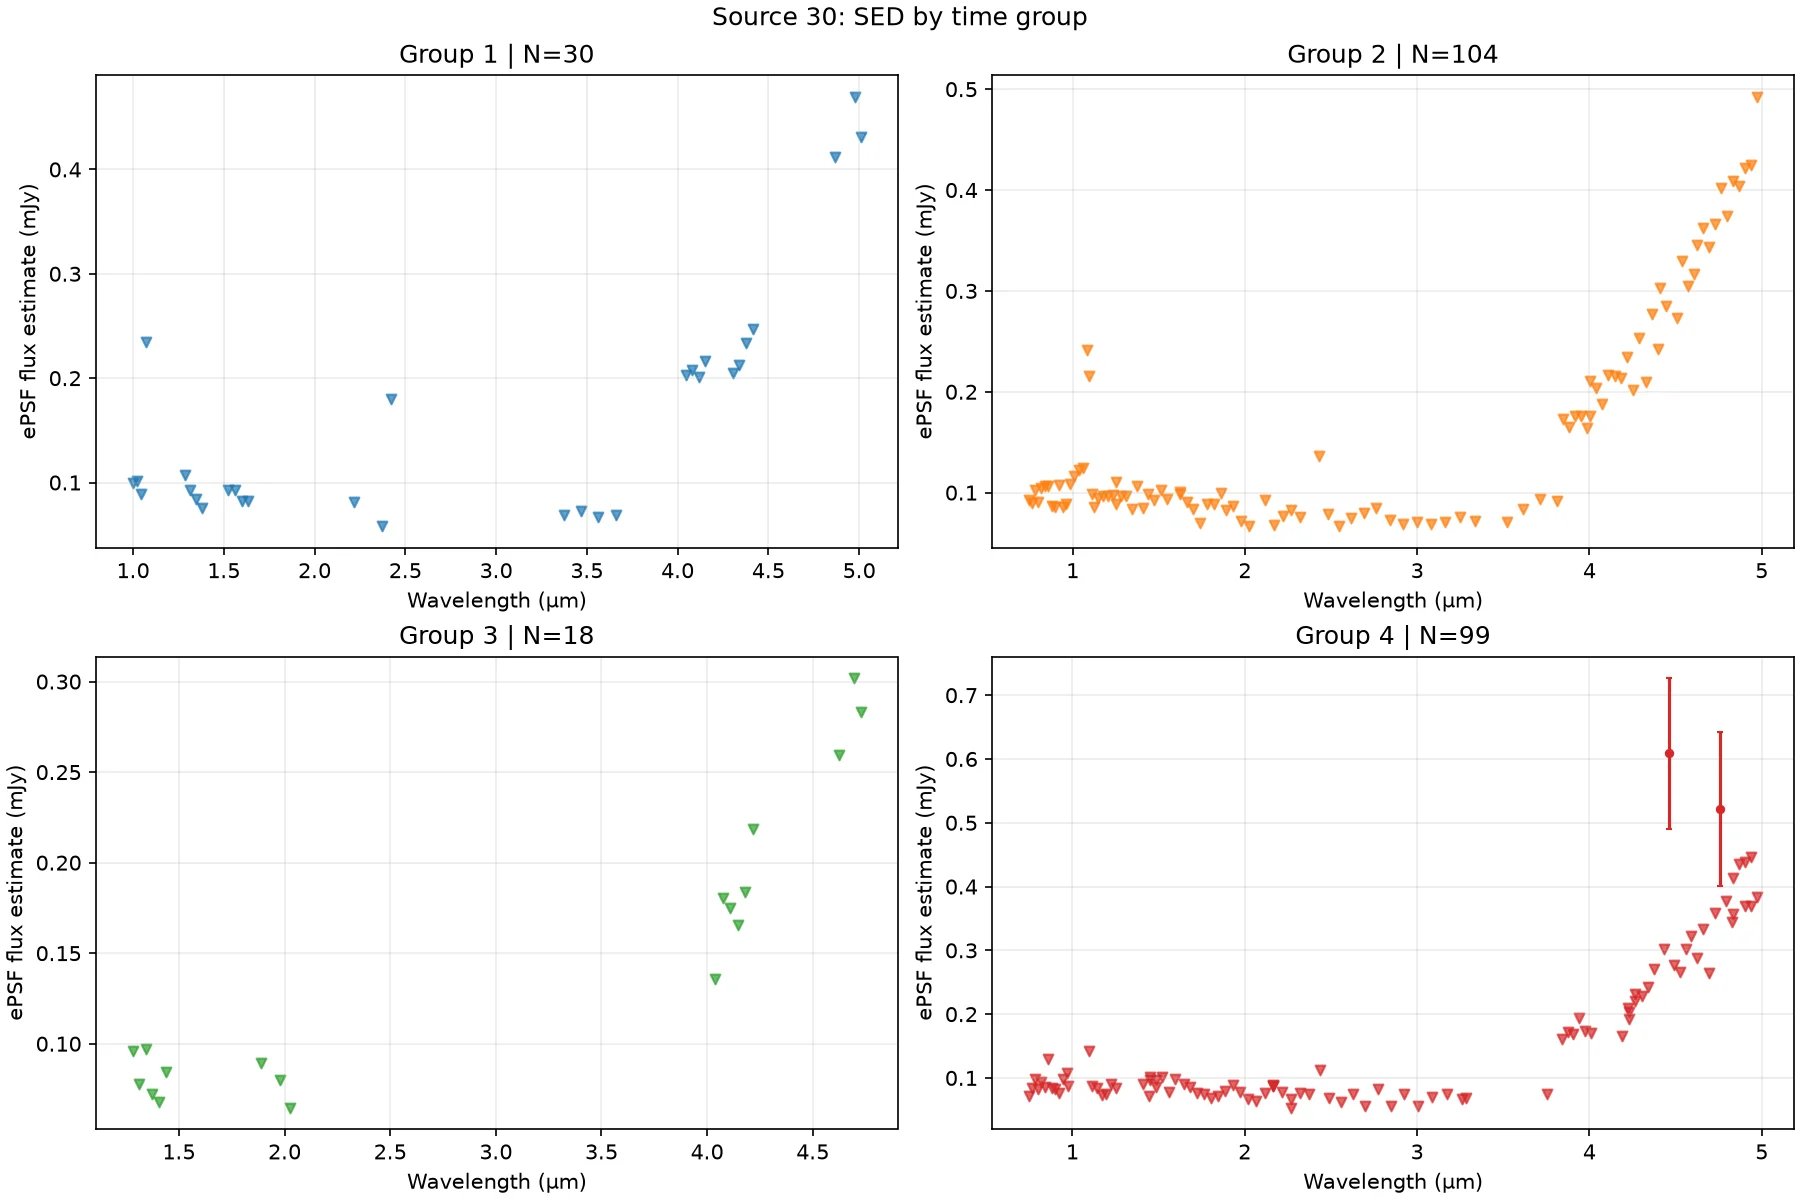 Source 30: SED by time group
Group 1 | N=30
ePSF flux estimate (mJy)
0.4
0.3
0.2
0.1
1.0 1.5 2.0 2.5 3.0 3.5 4.0 4.5 5.0
Wavelength (μm)
Group 2 | N=104
ePSF flux estimate (mJy)
0.5
0.4
0.3
0.2
0.1
1 2 3 4 5
Wavelength (μm)
Group 3 | N=18
ePSF flux estimate (mJy)
0.30
0.25
0.20
0.15
0.10
1.5 2.0 2.5 3.0 3.5 4.0 4.5
Wavelength (μm)
Group 4 | N=99
ePSF flux estimate (mJy)
0.7
0.6
0.5
0.4
0.3
0.2
0.1
1 2 3 4 5
Wavelength (μm)